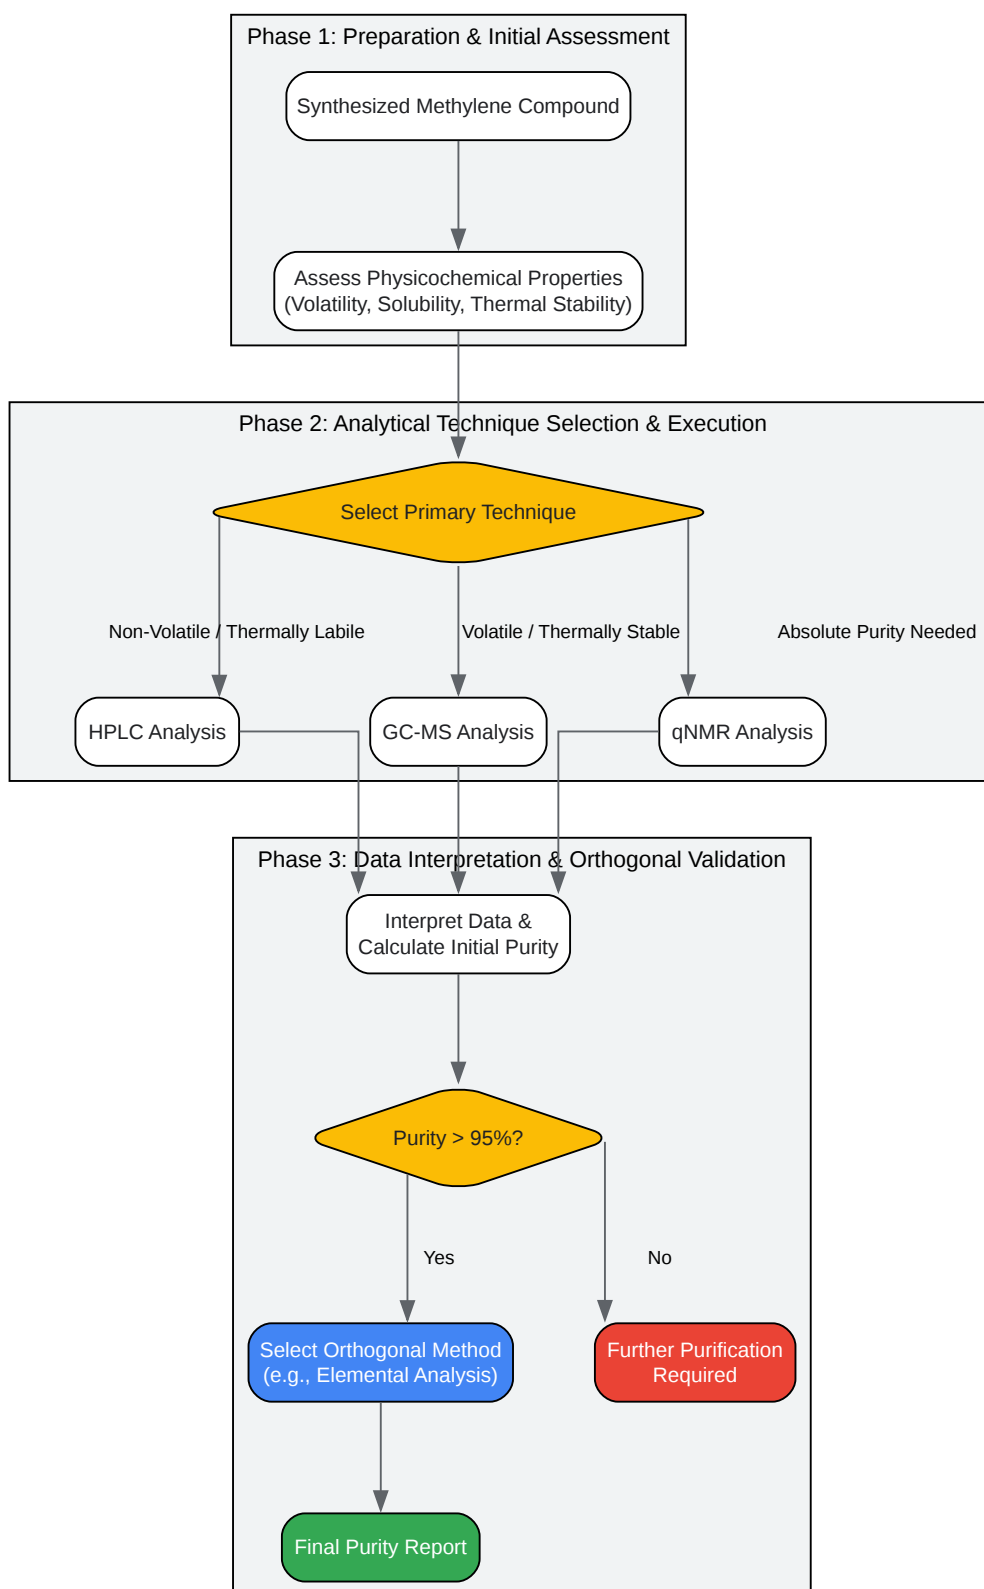 Phase 1: Preparation & Initial Assessment
Synthesized Methylene Compound
Assess Physicochemical Properties
(Volatility, Solubility, Thermal Stability)
Phase 2: Analytical Technique Selection & Execution
Select Primary Technique
Non-Volatile / Thermally Labile
Volatile / Thermally Stable
Absolute Purity Needed
HPLC Analysis
GC-MS Analysis
qNMR Analysis
Phase 3: Data Interpretation & Orthogonal Validation
Interpret Data &
Calculate Initial Purity
Purity > 95%?
Yes
No
Select Orthogonal Method
(e.g., Elemental Analysis)
Further Purification
Required
Final Purity Report